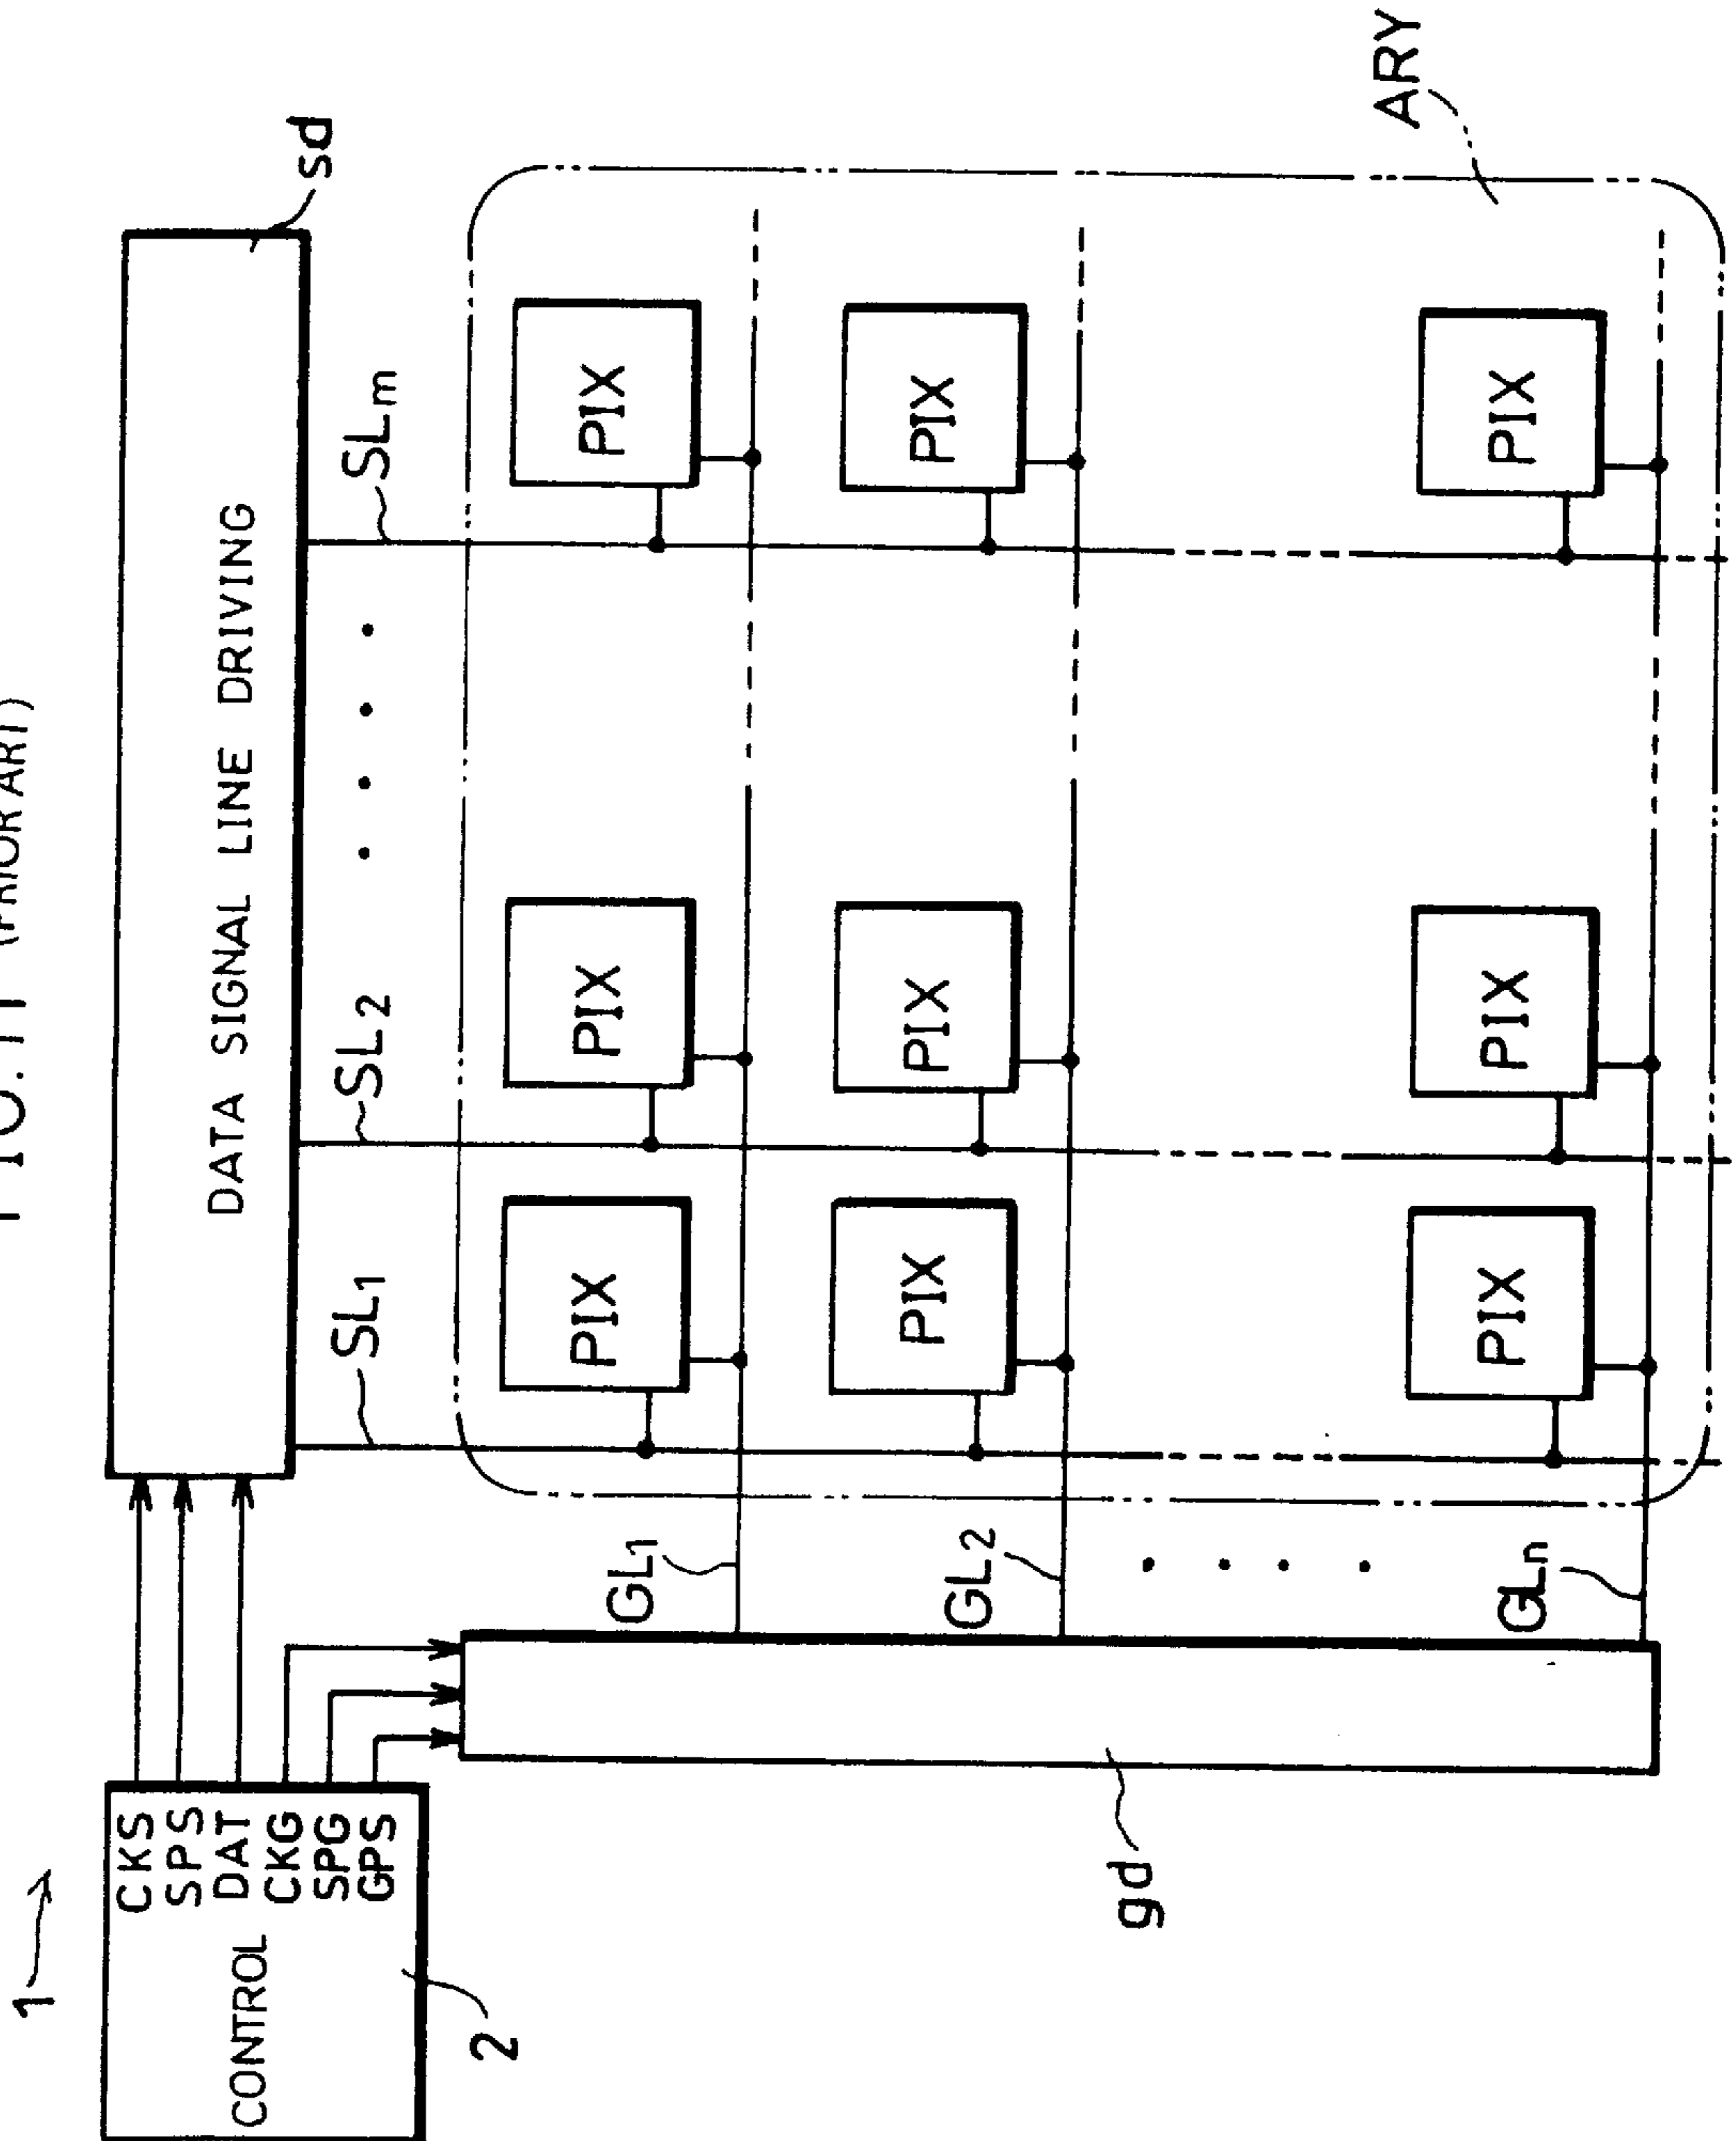 FIG. 11 (PRIOR ART)
1
CKS
SPS
DAT
CKG
SPG
GPS
CONTROL
2
DATA SIGNAL LINE DRIVING
sd
SL1
SL2
SLm
GL1
GL2
GLn
gd
PIX
PIX
PIX
PIX
PIX
PIX
PIX
PIX
PIX
ARY